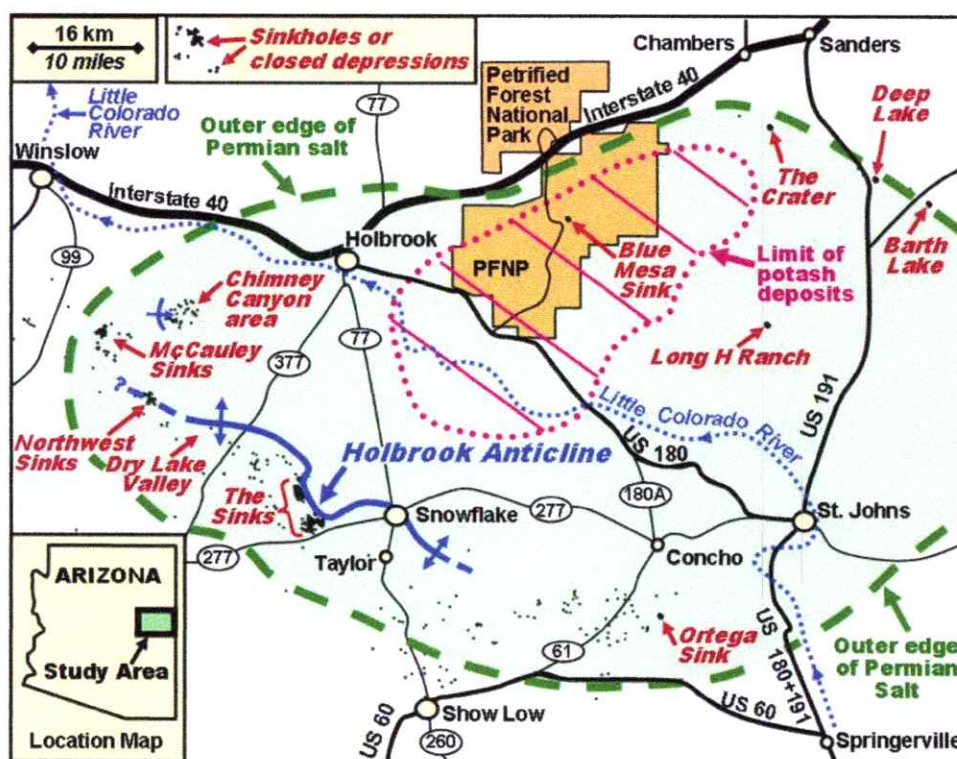 16 km
10 miles
Sinkholes or
closed depressions
Chambers
Sanders
Little
Colorado
River
77
Petrified
Forest
National
Park
Interstate 40
Deep
Lake
Outer edge of
Permian salt
Winslow
Interstate 40
The
Crater
Holbrook
99
PFNP
Blue
Mesa
Sink
Limit of
potash
deposits
Barth
Lake
Chimney
Canyon
area
77
377
McCauley
Sinks
Long H Ranch
US 191
?
Little Colorado River
Northwest
Sinks
Dry Lake
Valley
Holbrook Anticline
US 180
180A
The
Sinks
Snowflake
277
St. Johns
277
Taylor
Concho
ARIZONA
Study Area
Location Map
Ortega
Sink
61
US
180+191
Outer edge
of Permian
Salt
Show Low
US 60
US 60
260
Springerville